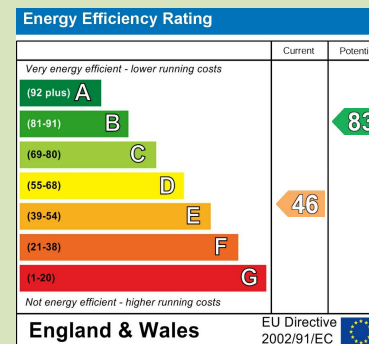 Energy Efficiency Rating
Current
Very energy efficient - lower running costs
(92 plus) A
(81-91) B
83
(69-80) C
(55-68) D
(39-54) E
46
(21-38) F
(1-20) G
Not energy efficient - higher running costs
England & Wales
EU Directive
2002/91/EC